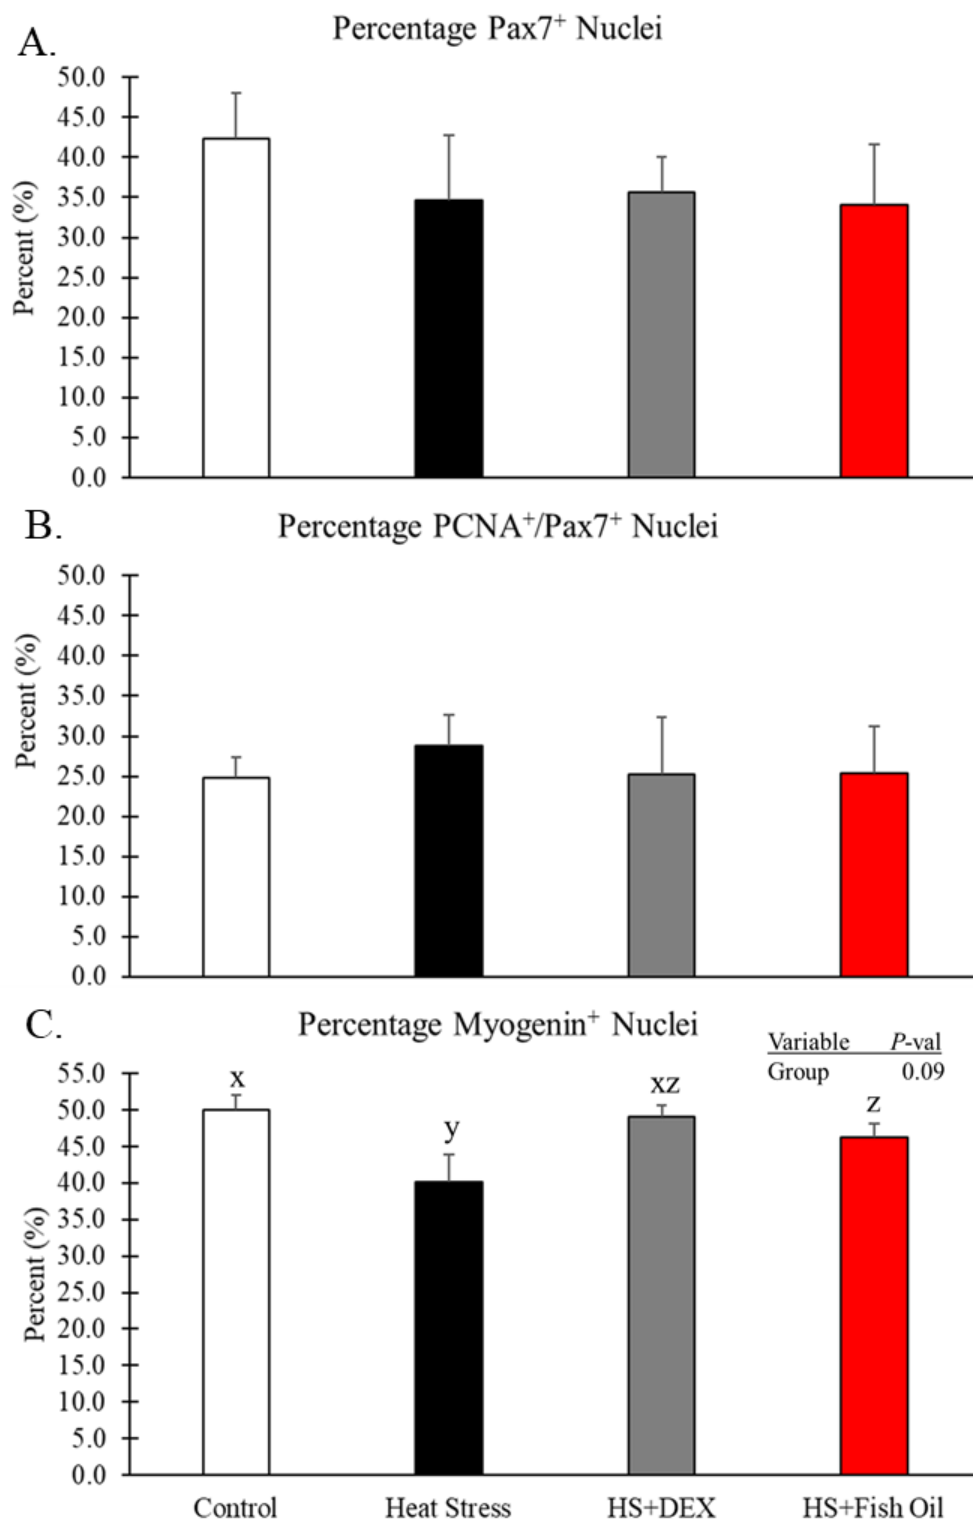 A.
Percentage Pax7⁺ Nuclei
Percent (%)
50.0
45.0
40.0
35.0
30.0
25.0
20.0
15.0
10.0
5.0
0.0
B.
Percentage PCNA⁺/Pax7⁺ Nuclei
Percent (%)
50.0
45.0
40.0
35.0
30.0
25.0
20.0
15.0
10.0
5.0
0.0
C.
Percentage Myogenin⁺ Nuclei
Variable P-val
Group 0.09
Percent (%)
55.0
50.0
45.0
40.0
35.0
30.0
25.0
20.0
15.0
10.0
5.0
0.0
x
y
xz
z
Control Heat Stress HS+DEX HS+Fish Oil